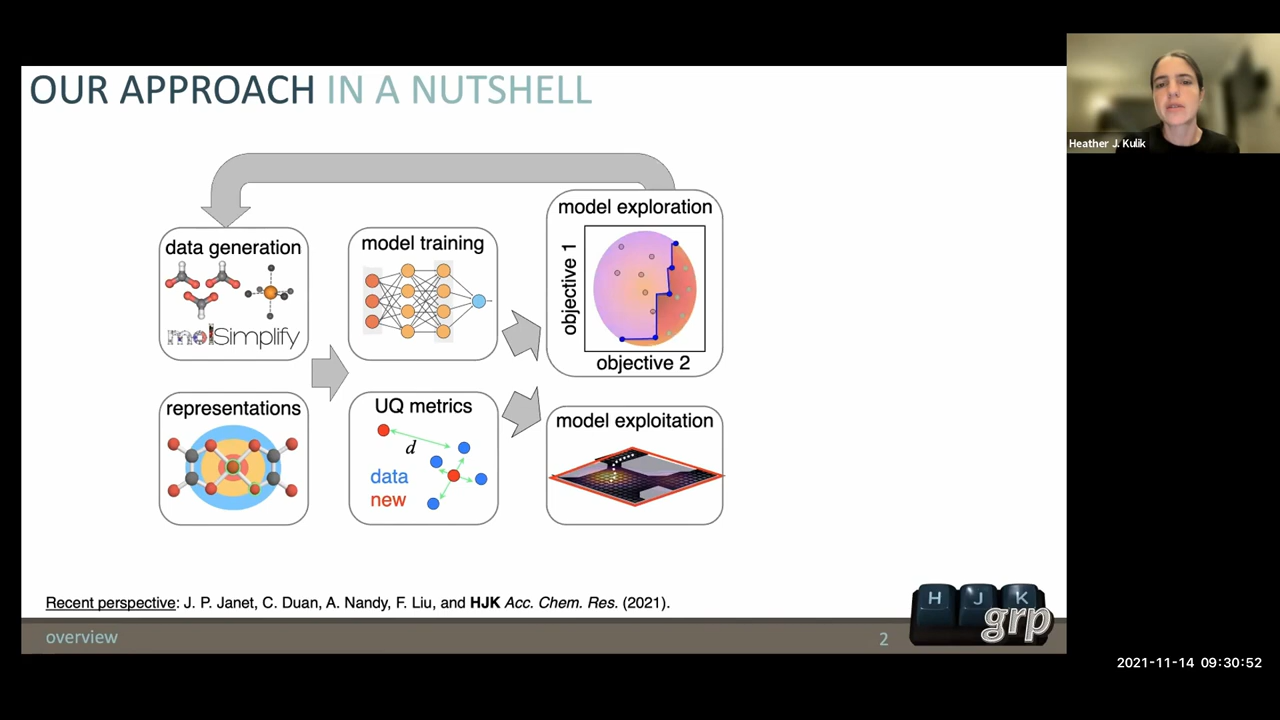 OUR APPROACH IN A NUTSHELL
Heather J. Kulik
data generation
molSimplify
model training
model exploration
objective 1
objective 2
representations
UQ metrics
d
data
new
model exploitation
Recent perspective: J. P. Janet, C. Duan, A. Nandy, F. Liu, and HJK Acc. Chem. Res. (2021).
overview
2
H J K
grp
2021-11-14 09:30:52